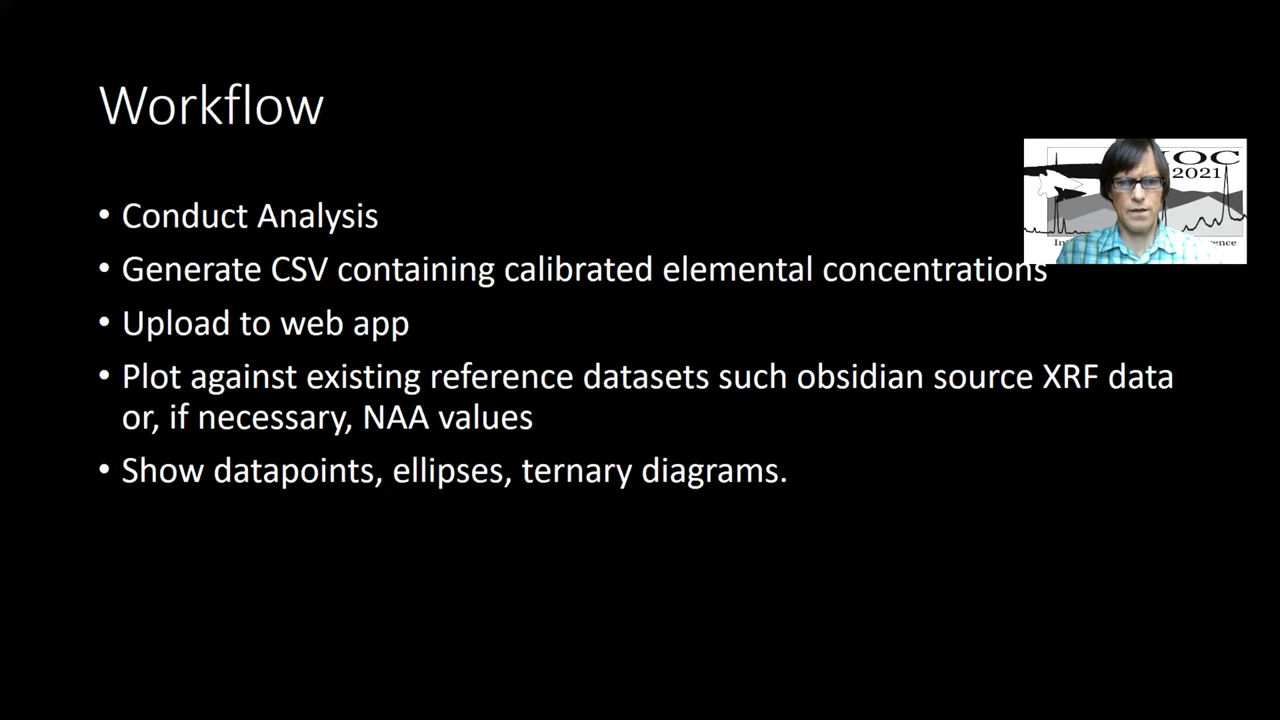 Workflow
IOC
2021
• Conduct Analysis
• Generate CSV containing calibrated elemental concentrations
• Upload to web app
• Plot against existing reference datasets such obsidian source XRF data
or, if necessary, NAA values
• Show datapoints, ellipses, ternary diagrams.